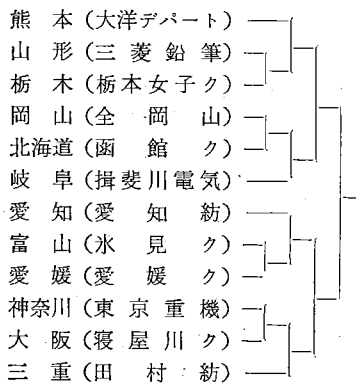 熊本(大洋デパート)
山形(三菱鉛筆)
栃木(栃本女子ク)
岡山(全岡山)
北海道(函館ク)
岐阜(揖斐川電気)
愛知(愛知紡)
富山(氷見ク)
愛媛(愛媛ク)
神奈川(東京重機)
大阪(寝屋川ク)
三重(田村紡)